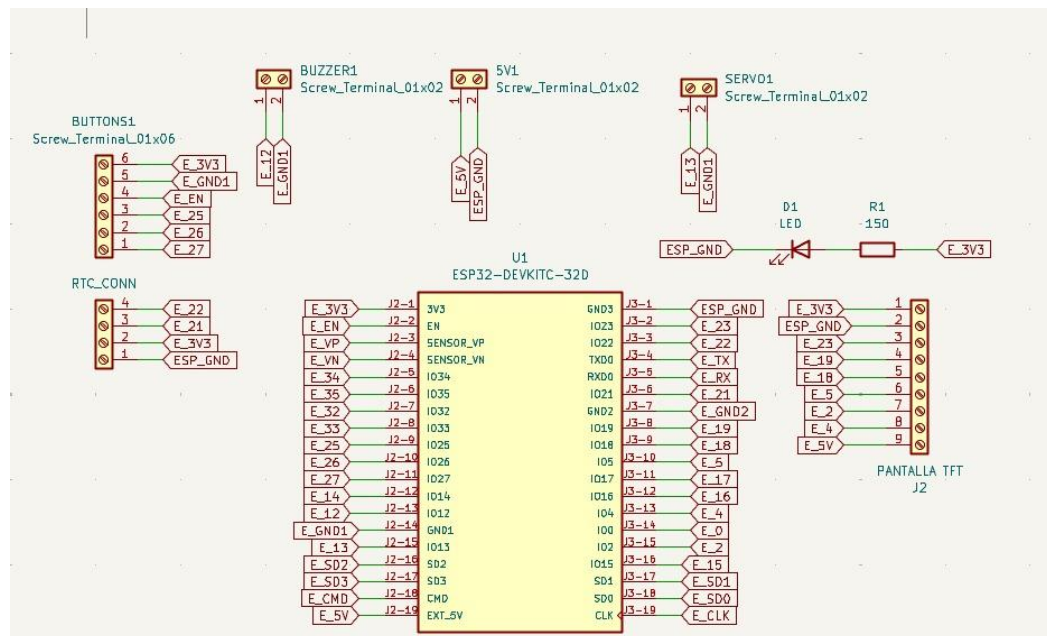 BUZZER1
Screw_Terminal_01x02
1
2
E_12
E_GND1
5V1
Screw_Terminal_01x02
1
2
E_5V
ESP_GND
SERVO1
Screw_Terminal_01x02
1
2
E_13
E_GND1
BUTTONS1
Screw_Terminal_01x06
6 E_3V3
5 E_GND1
4 E_EN
3 E_25
2 E_26
1 E_27
D1
LED
R1
150
ESP_GND
E_3V3
RTC_CONN
4 E_22
3 E_21
2 E_3V3
1 ESP_GND
U1
ESP32-DEVKITC-32D
E_3V3 J2-1 3V3 GND3 J3-1 ESP_GND
E_EN J2-2 EN IO23 J3-2 E_23
E_VP J2-3 SENSOR_VP IO22 J3-3 E_22
E_VN J2-4 SENSOR_VN TXD0 J3-4 E_TX
E_34 J2-5 IO34 RXD0 J3-5 E_RX
E_35 J2-6 IO35 IO21 J3-6 E_21
E_32 J2-7 IO32 GND2 J3-7 E_GND2
E_33 J2-8 IO33 IO19 J3-8 E_19
E_25 J2-9 IO25 IO18 J3-9 E_18
E_26 J2-10 IO26 IO5 J3-10 E_5
E_27 J2-11 IO27 IO17 J3-11 E_17
E_14 J2-12 IO14 IO16 J3-12 E_16
E_12 J2-13 IO12 IO4 J3-13 E_4
E_GND1 J2-14 GND1 IO0 J3-14 E_0
E_13 J2-15 IO13 IO2 J3-15 E_2
E_SD2 J2-16 SD2 IO15 J3-16 E_15
E_SD3 J2-17 SD3 SD1 J3-17 E_SD1
E_CMD J2-18 CMD SD0 J3-18 E_SD0
E_5V J2-19 EXT_5V CLK J3-19 E_CLK
E_3V3 1
ESP_GND 2
E_23 3
E_19 4
E_18 5
E_5 6
E_2 7
E_4 8
E_5V 9
PANTALLA TFT
J2